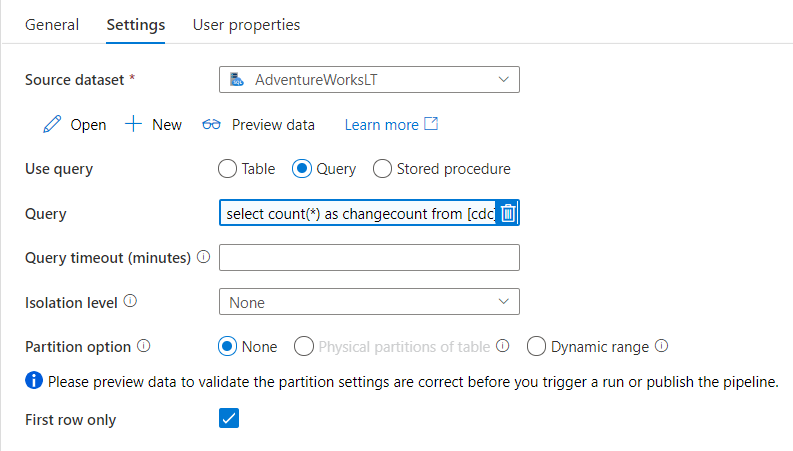 General Settings User properties
Source dataset * AdventureWorksLT
Open New Preview data Learn more
Use query Table Query Stored procedure
Query select count(*) as changecount from [cdc]
Query timeout (minutes)
Isolation level None
Partition option None Physical partitions of table Dynamic range
Please preview data to validate the partition settings are correct before you trigger a run or publish the pipeline.
First row only